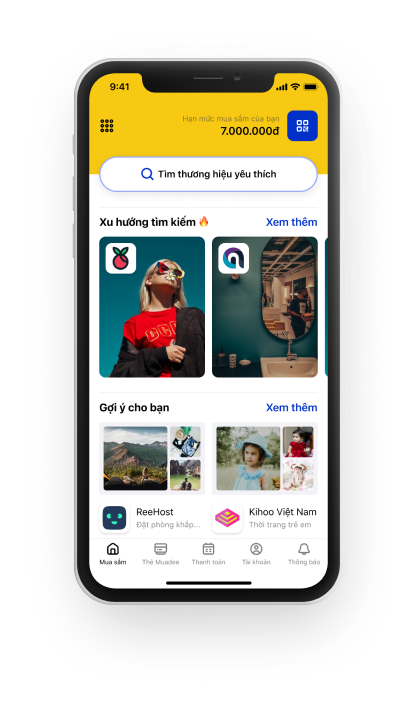 9:41
Hạn mức mua sắm của bạn
7.000.000đ
Tìm thương hiệu yêu thích
Xu hướng tìm kiếm 🔥 Xem thêm
Gợi ý cho bạn Xem thêm
ReeHost Kihoo Việt Nam
Đặt phòng khắp... Thời trang trẻ em
Mua sắm Thẻ Muadee Thanh toán Tài khoản Thông báo